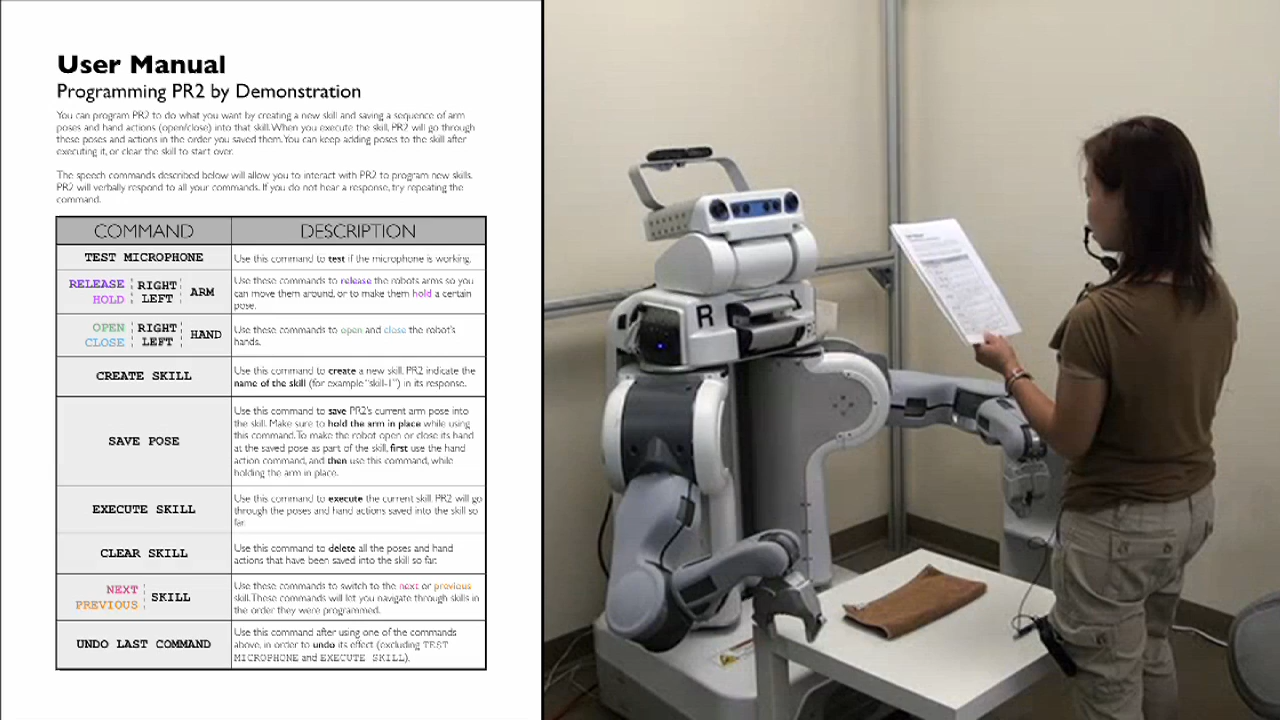 User Manual
Programming PR2 by Demonstration
You can program PR2 to do what you want by creating a new skill and saving a sequence of arm
poses and hand actions (open/close) into that skill. When you execute the skill, PR2 will go through
these poses and actions in the order you saved them. You can keep adding poses to the skill after
executing it, or clear the skill to start over.
The speech commands described below will allow you to interact with PR2 to program new skills.
PR2 will verbally respond to all your commands. If you do not hear a response, try repeating the
command.
COMMAND DESCRIPTION
TEST MICROPHONE Use this command to test if the microphone is working.
RELEASE HOLD RIGHT LEFT ARM
Use these commands to release the robots arms so you
can move them around, or to make them hold a certain
pose.
OPEN CLOSE RIGHT LEFT HAND
Use these commands to open and close the robot's
hands.
CREATE SKILL
Use this command to create a new skill. PR2 indicate the
name of the skill (for example "skill-1") in its response.
SAVE POSE
Use this command to save PR2's current arm pose into
the skill. Make sure to hold the arm in place while using
this command. To make the robot open or close its hand
at the saved pose as part of the skill, first use the hand
action command, and then use this command, while
holding the arm in place.
EXECUTE SKILL
Use this command to execute the current skill. PR2 will go
through the poses and hand actions saved into the skill so
far.
CLEAR SKILL
Use this command to delete all the poses and hand
actions that have been saved into the skill so far.
NEXT PREVIOUS SKILL
Use these commands to switch to the next or previous
skill. These commands will let you navigate through skills in
the order they were programmed.
UNDO LAST COMMAND
Use this command after using one of the commands
above, in order to undo its effect (excluding TEST
MICROPHONE and EXECUTE SKILL).
R